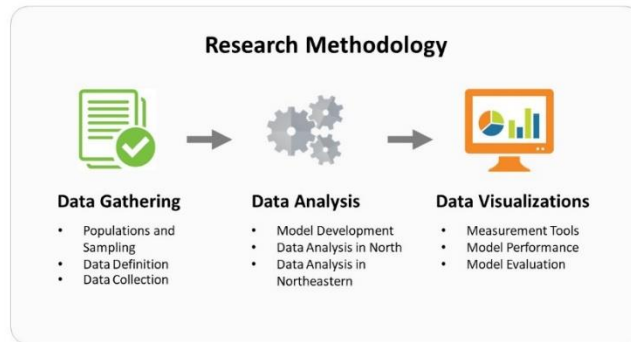 Research Methodology
Data Gathering
• Populations and
Sampling
• Data Definition
• Data Collection
Data Analysis
• Model Development
• Data Analysis in North
• Data Analysis in
Northeastern
Data Visualizations
• Measurement Tools
• Model Performance
• Model Evaluation